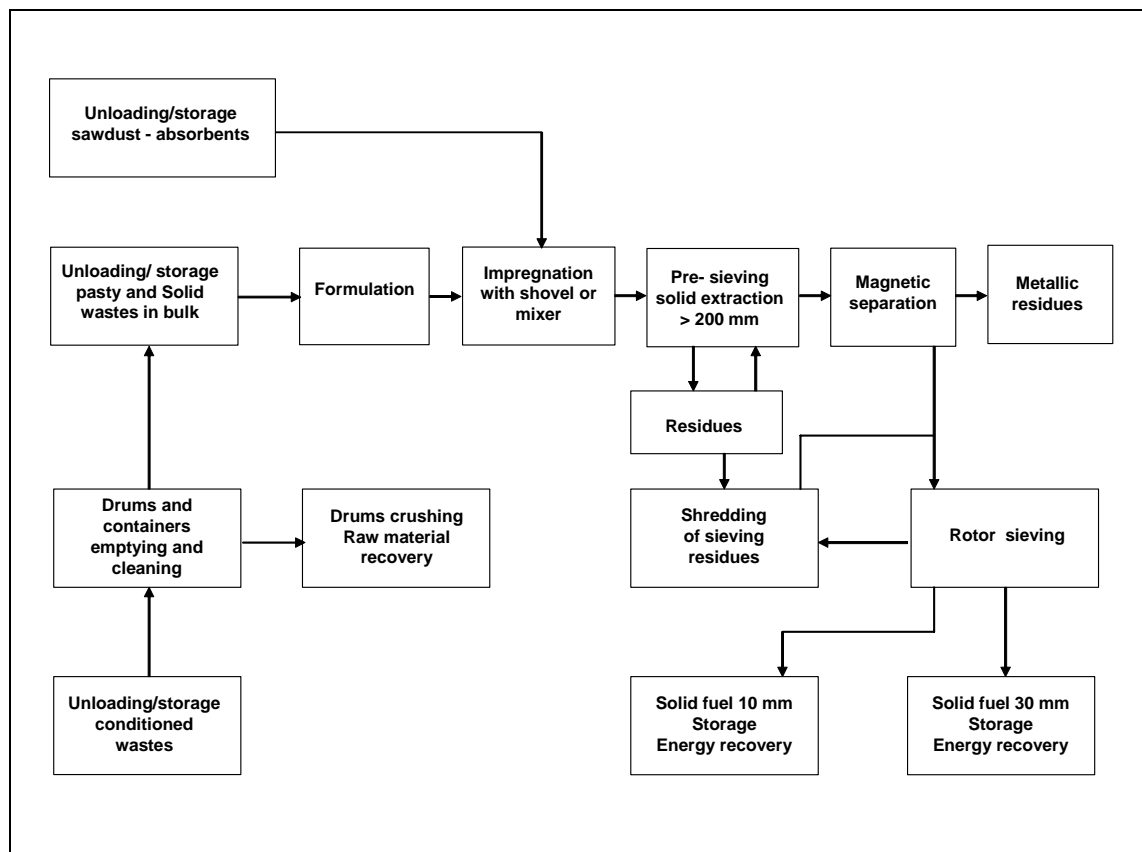 Unloading/storage
sawdust - absorbents
Unloading/ storage
pasty and Solid
wastes in bulk
Formulation
Impregnation
with shovel or
mixer
Pre- sieving
solid extraction
> 200 mm
Magnetic
separation
Metallic
residues
Residues
Drums and
containers
emptying and
cleaning
Drums crushing
Raw material
recovery
Shredding
of sieving
residues
Rotor sieving
Unloading/storage
conditioned
wastes
Solid fuel 10 mm
Storage
Energy recovery
Solid fuel 30 mm
Storage
Energy recovery